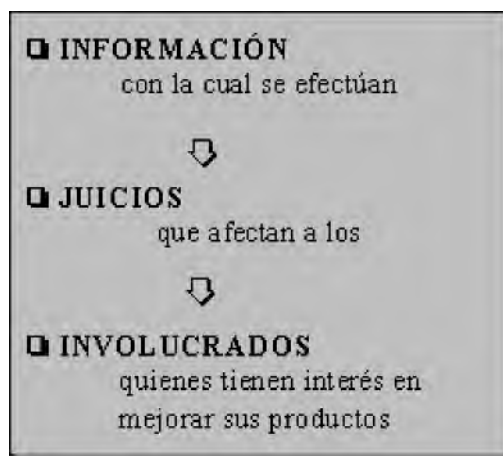 INFORMACIÓN
con la cual se efectúan
JUICIOS
que afectan a los
INVOLUCRADOS
quienes tienen interés en
mejorar sus productos